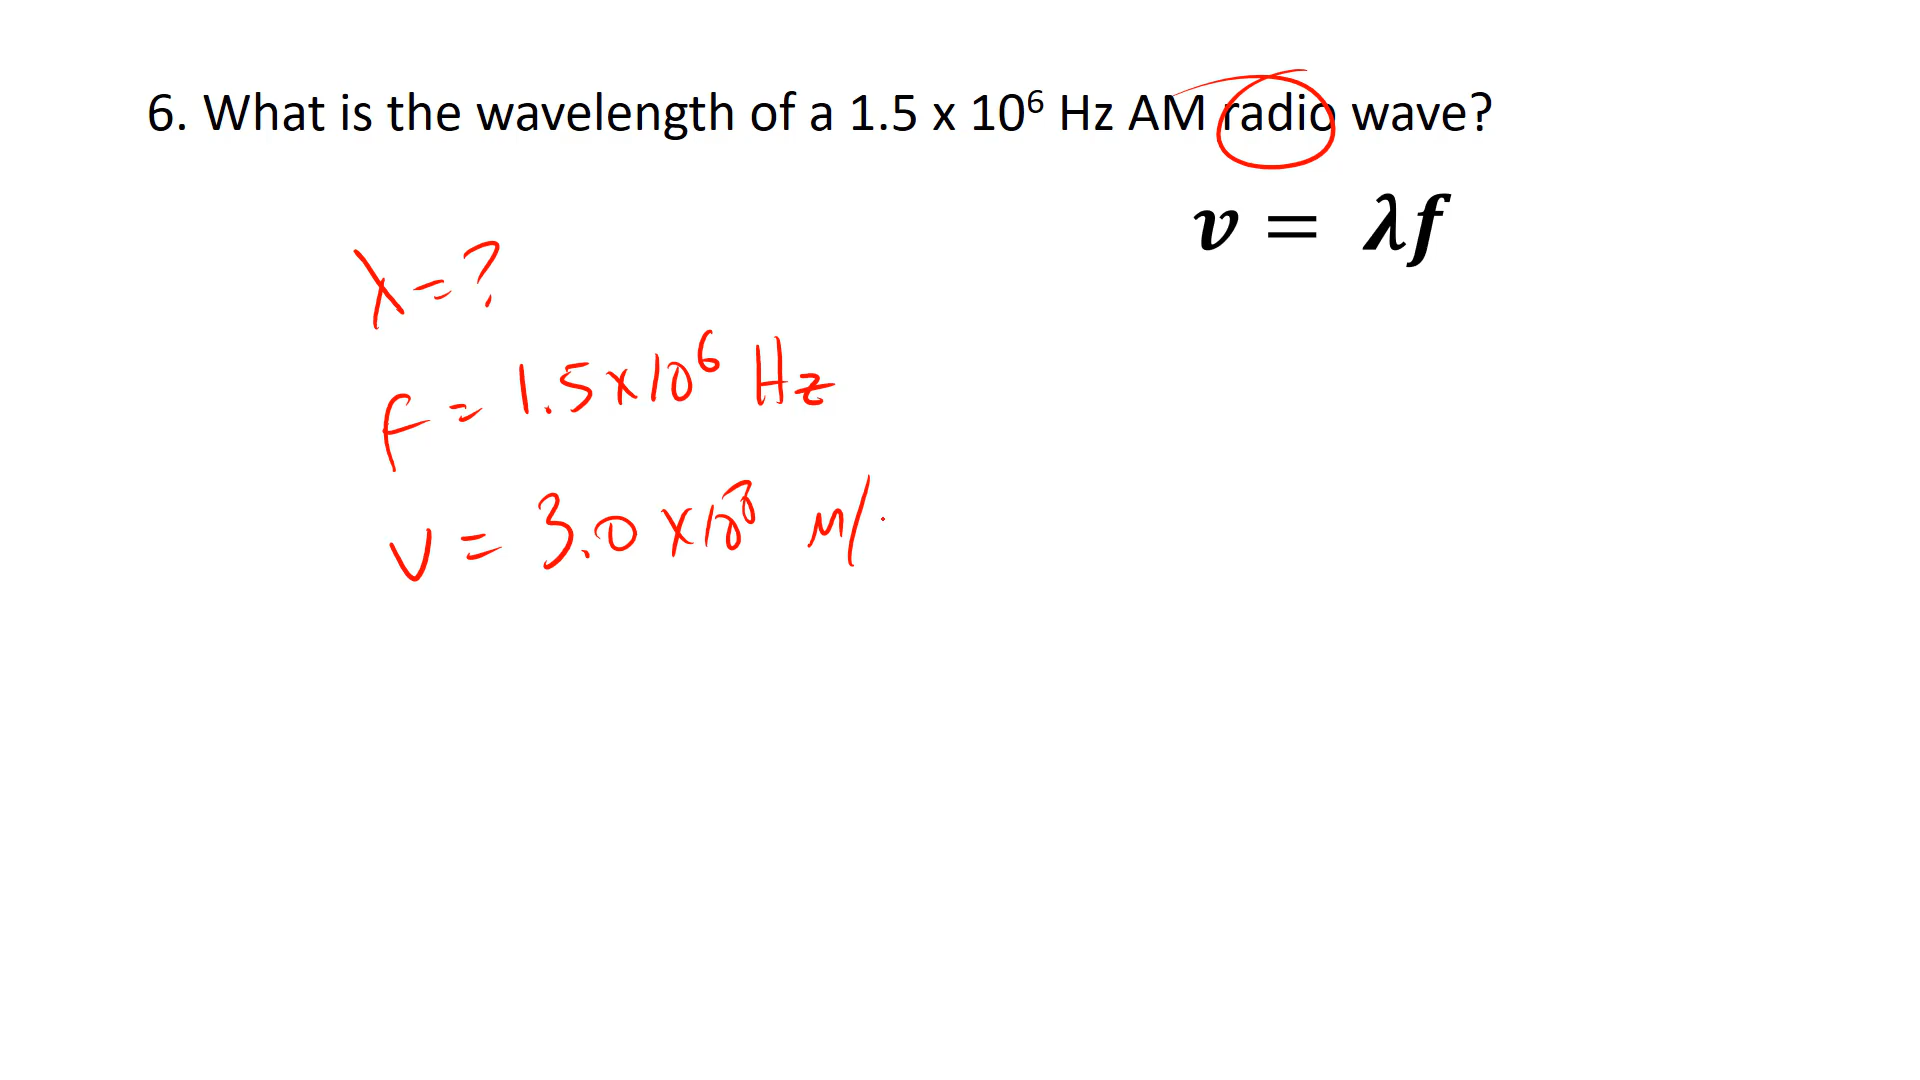 6. What is the wavelength of a 1.5 x 10⁶ Hz AM radio wave?
v = λf
λ = ?
f = 1.5 x 10⁶ Hz
v = 3.0 x 10⁸ m/